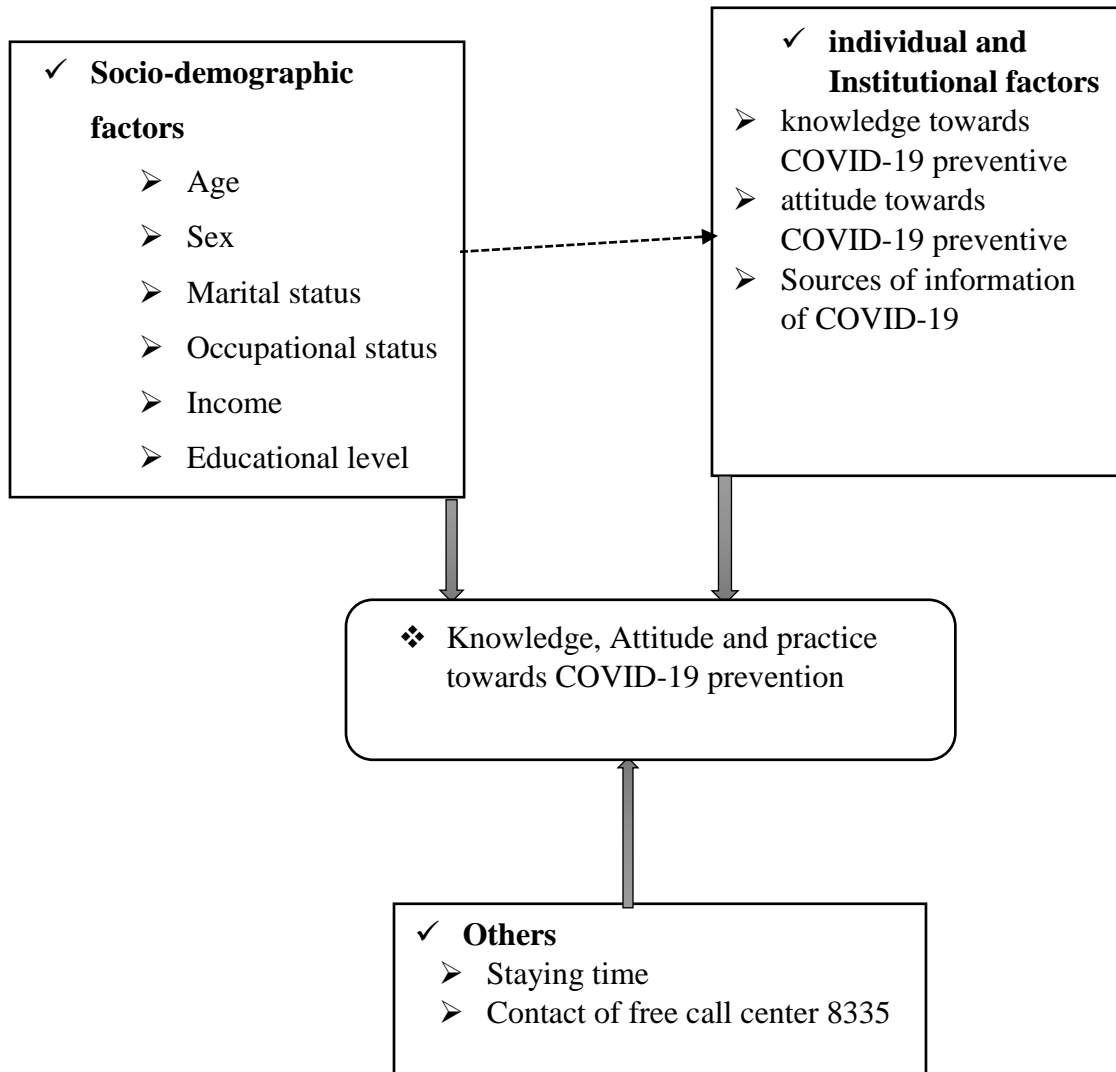 ✓ Socio-demographic
factors
➢ Age
➢ Sex
➢ Marital status
➢ Occupational status
➢ Income
➢ Educational level
✓ individual and
Institutional factors
➢ knowledge towards
COVID-19 preventive
➢ attitude towards
COVID-19 preventive
➢ Sources of information
of COVID-19
❖ Knowledge, Attitude and practice
towards COVID-19 prevention
✓ Others
➢ Staying time
➢ Contact of free call center 8335